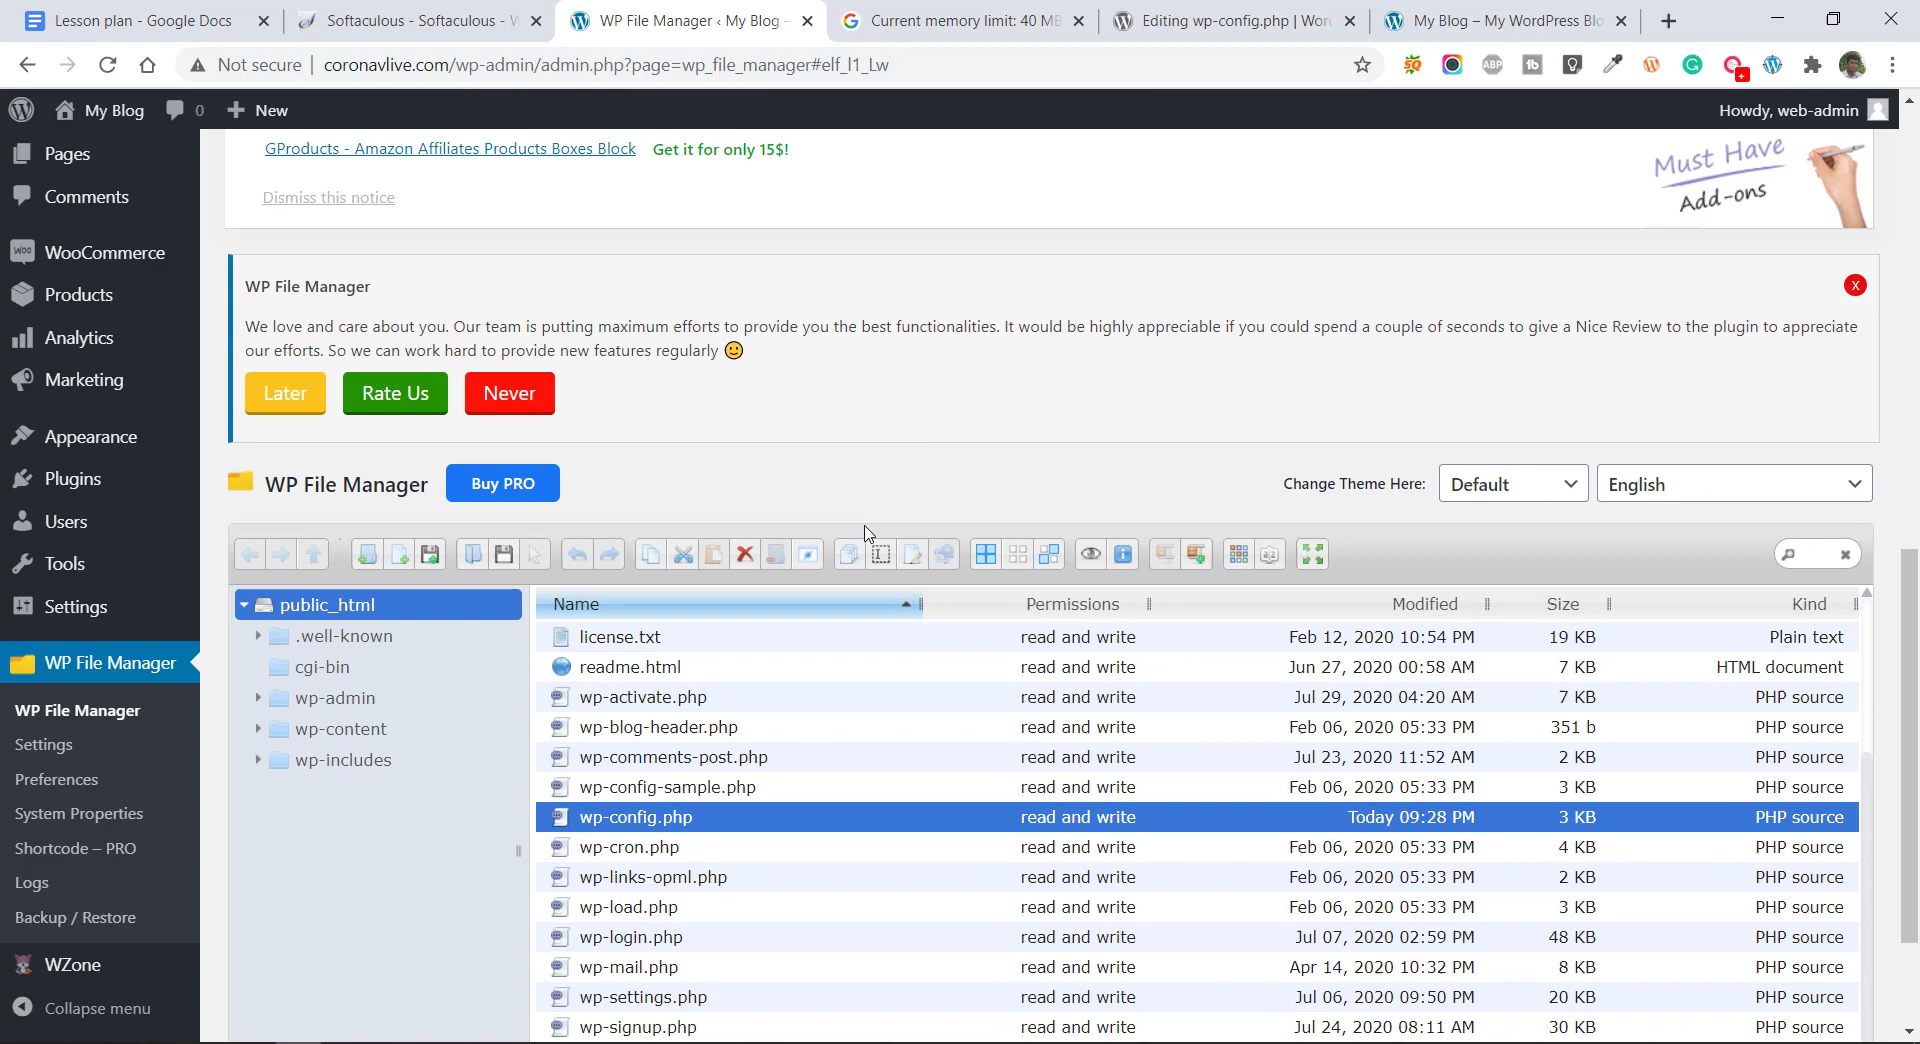 Lesson plan - Google Docs
Softaculous - Softaculous - W
WP File Manager ‹ My Blog –
Current memory limit: 40 MB
Editing wp-config.php | Word
My Blog – My WordPress Blo
Not secure
coronavlive.com/wp-admin/admin.php?page=wp_file_manager#elf_l1_Lw
My Blog
0
New
Howdy, web-admin
Pages
Comments
WooCommerce
Products
Analytics
Marketing
Appearance
Plugins
Users
Tools
Settings
WP File Manager
WP File Manager
Settings
Preferences
System Properties
Shortcode – PRO
Logs
Backup / Restore
WZone
Collapse menu
GProducts - Amazon Affiliates Products Boxes Block Get it for only 15$!
Dismiss this notice
Must Have
Add-ons
WP File Manager
X
We love and care about you. Our team is putting maximum efforts to provide you the best functionalities. It would be highly appreciable if you could spend a couple of seconds to give a Nice Review to the plugin to appreciate
our efforts. So we can work hard to provide new features regularly
Later
Rate Us
Never
WP File Manager
Buy PRO
Change Theme Here:
Default
English
public_html
.well-known
cgi-bin
wp-admin
wp-content
wp-includes
Name Permissions Modified Size Kind
license.txt read and write Feb 12, 2020 10:54 PM 19 KB Plain text
readme.html read and write Jun 27, 2020 00:58 AM 7 KB HTML document
wp-activate.php read and write Jul 29, 2020 04:20 AM 7 KB PHP source
wp-blog-header.php read and write Feb 06, 2020 05:33 PM 351 b PHP source
wp-comments-post.php read and write Jul 23, 2020 11:52 AM 2 KB PHP source
wp-config-sample.php read and write Feb 06, 2020 05:33 PM 3 KB PHP source
wp-config.php read and write Today 09:28 PM 3 KB PHP source
wp-cron.php read and write Feb 06, 2020 05:33 PM 4 KB PHP source
wp-links-opml.php read and write Feb 06, 2020 05:33 PM 2 KB PHP source
wp-load.php read and write Feb 06, 2020 05:33 PM 3 KB PHP source
wp-login.php read and write Jul 07, 2020 02:59 PM 48 KB PHP source
wp-mail.php read and write Apr 14, 2020 10:32 PM 8 KB PHP source
wp-settings.php read and write Jul 06, 2020 09:50 PM 20 KB PHP source
wp-signup.php read and write Jul 24, 2020 08:11 AM 30 KB PHP source